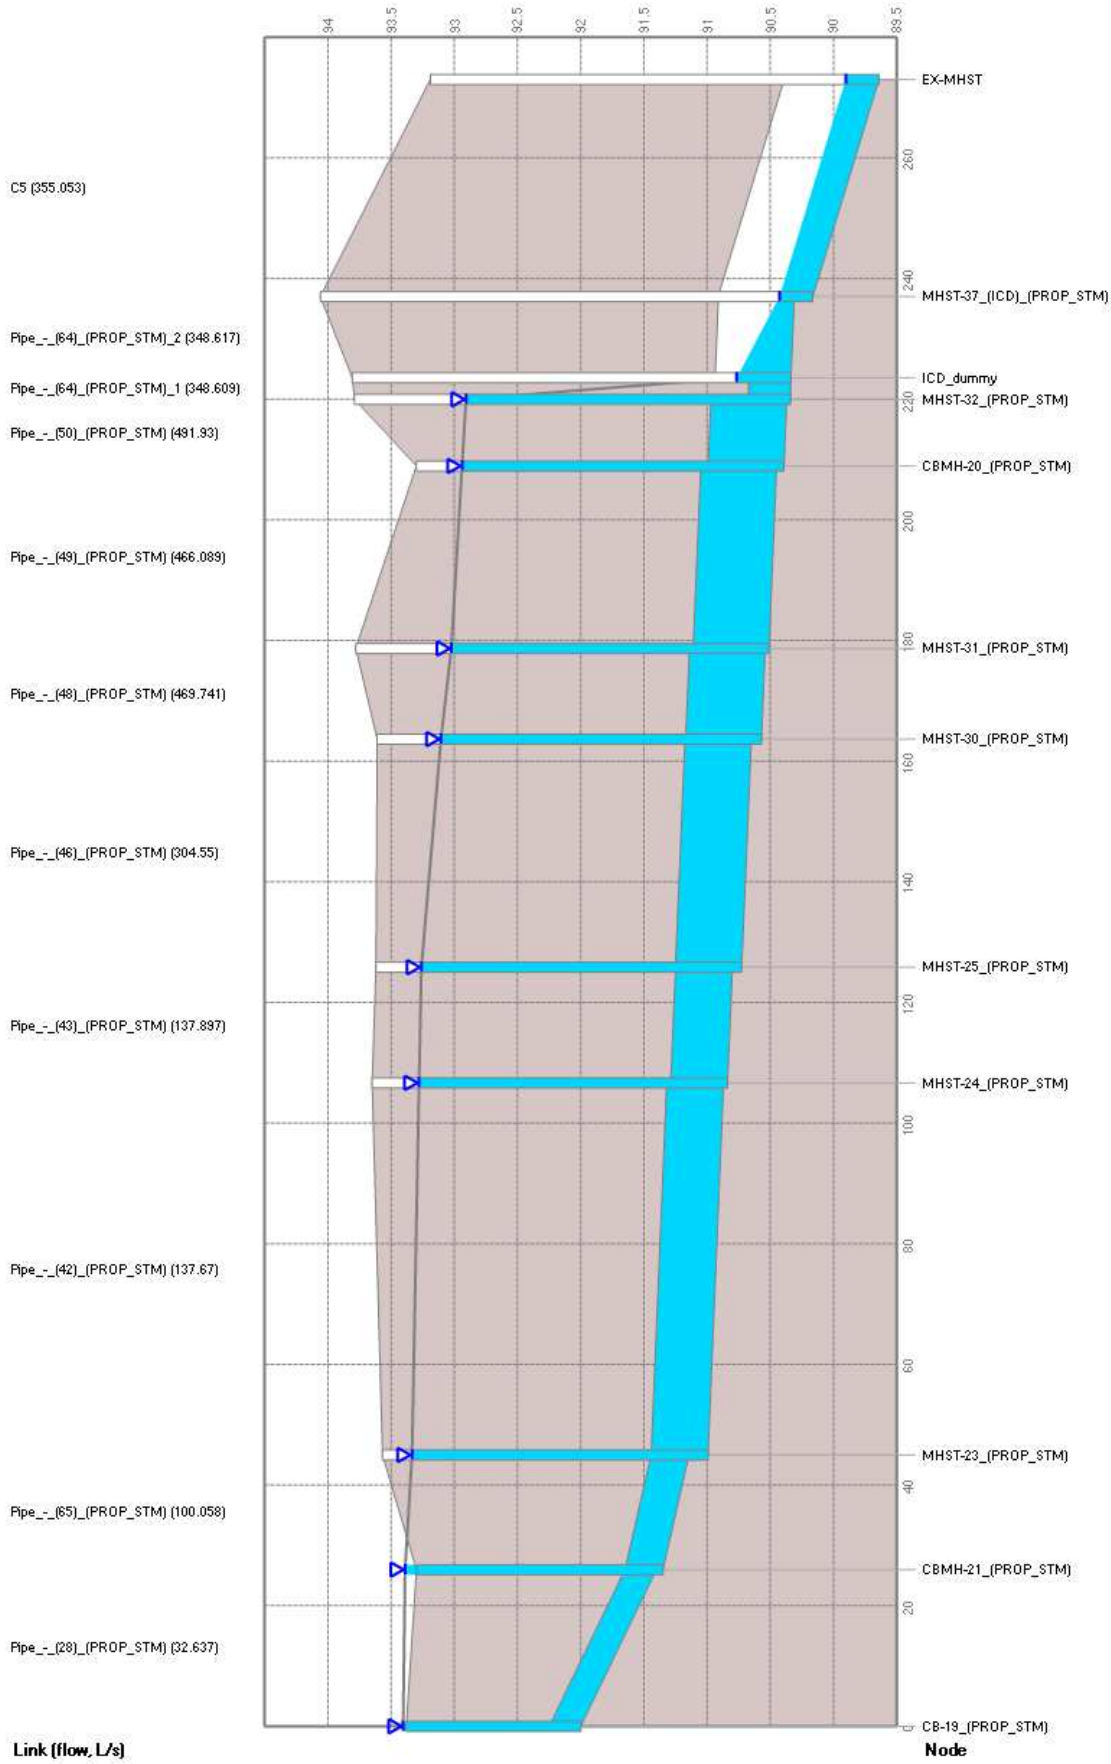 94
93.5
93
92.5
92
91.5
91
90.5
90
89.5
EX-MHST
260
C5 (355.053)
240
MHST-37_(ICD)_(PROP_STM)
Pipe_-_(64)_(PROP_STM)_2 (348.617)
ICD_dummy
Pipe_-_(64)_(PROP_STM)_1 (348.609)
220
MHST-32_(PROP_STM)
Pipe_-_(50)_(PROP_STM) (491.93)
CBMH-20_(PROP_STM)
200
Pipe_-_(49)_(PROP_STM) (466.089)
180
MHST-31_(PROP_STM)
Pipe_-_(48)_(PROP_STM) (469.741)
MHST-30_(PROP_STM)
160
Pipe_-_(46)_(PROP_STM) (304.55)
140
MHST-25_(PROP_STM)
120
Pipe_-_(43)_(PROP_STM) (137.897)
MHST-24_(PROP_STM)
100
80
Pipe_-_(42)_(PROP_STM) (137.67)
60
MHST-23_(PROP_STM)
40
Pipe_-_(65)_(PROP_STM) (100.058)
CBMH-21_(PROP_STM)
20
Pipe_-_(28)_(PROP_STM) (32.637)
0
CB-19_(PROP_STM)
Link (flow, L/s)
Node